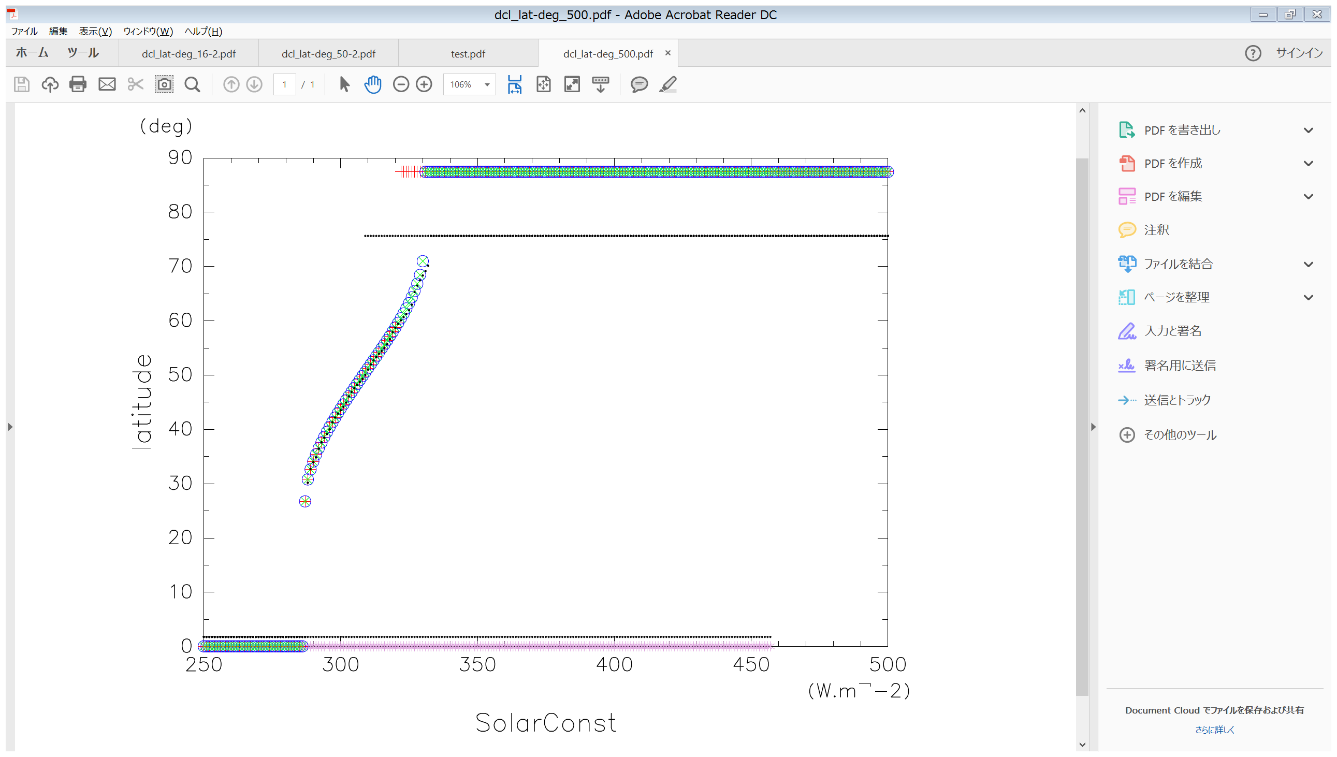 dcl_lat-deg_500.pdf - Adobe Acrobat Reader DC
ファイル 編集 表示(V) ウィンドウ(W) ヘルプ(H)
ホーム ツール dcl_lat-deg_16-2.pdf dcl_lat-deg_50-2.pdf test.pdf dcl_lat-deg_500.pdf × ? サインイン
1 / 1 106%
(deg)
90
80
70
60
50
40
30
20
10
0
latitude
250 300 350 400 450 500
(W.m^-2)
SolarConst
PDF を書き出し
PDF を作成
PDF を編集
注釈
ファイルを結合
ページを整理
入力と署名
署名用に送信
送信とトラック
その他のツール
Document Cloud でファイルを保存および共有
さらに詳しく